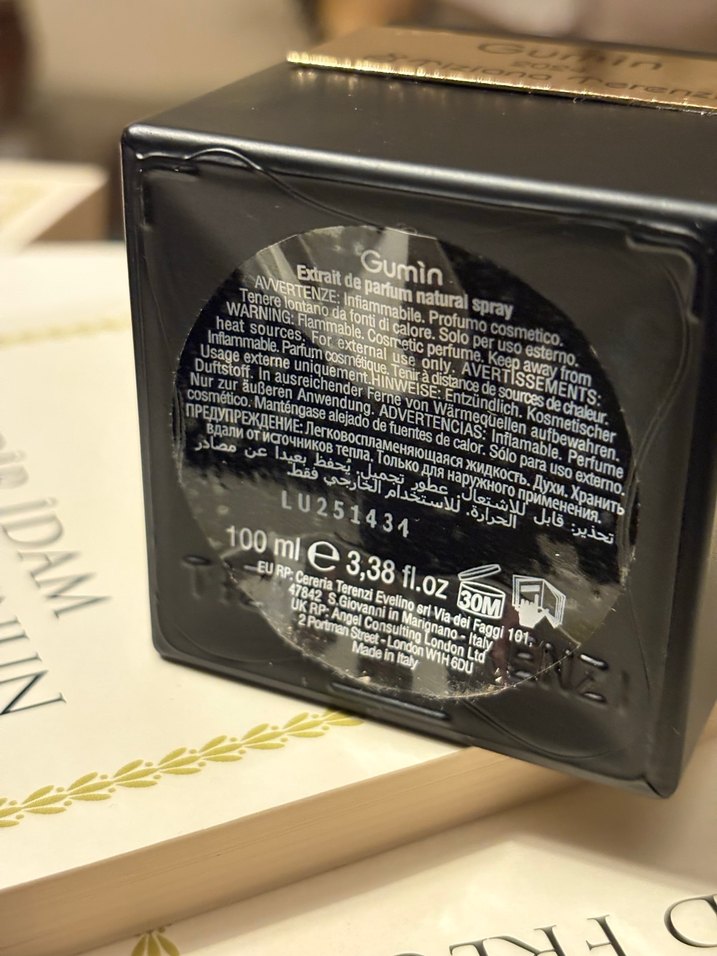 Gumin
Gumìn
Extrait de parfum natural spray
AVVERTENZE: Infiammabile. Profumo cosmetico.
Tenere lontano da fonti di calore. Solo per uso esterno.
WARNING: Flammable. Cosmetic perfume. Keep away from
heat sources. For external use only. AVERTISSEMENTS:
Inflammable. Parfum cosmétique. Tenir à distance de sources de chaleur.
Usage externe uniquement.HINWEISE: Entzündlich. Kosmetischer
Duftstoff. In ausreichender Ferne von Wärmeqüellen aufbewahren.
Nur zur äußeren Anwendung. ADVERTENCIAS: Inflamable. Perfume
cosmético. Manténgase alejado de fuentes de calor. Sólo para uso externo.
ПРЕДУПРЕЖДЕНИЕ: Легковоспламеняющаяся жидкость. Духи. Хранить
вдали от источников тепла. Только для наружного применения.
تحذير: قابل للاشتعال. عطور تجميل. يُحفظ بعيدا عن مصادر
الحرارة. للاستخدام الخارجي فقط.
LU251434
100 ml e 3,38 fl.oz 30M
EU RP: Cereria Terenzi Evelino srl Via dei Faggi 101,
47842 S.Giovanni in Marignano - Italy
UK RP: Angel Consulting London Ltd
2 Portman Street - London W1H 6DU
Made in Italy
ENZI
İDAM